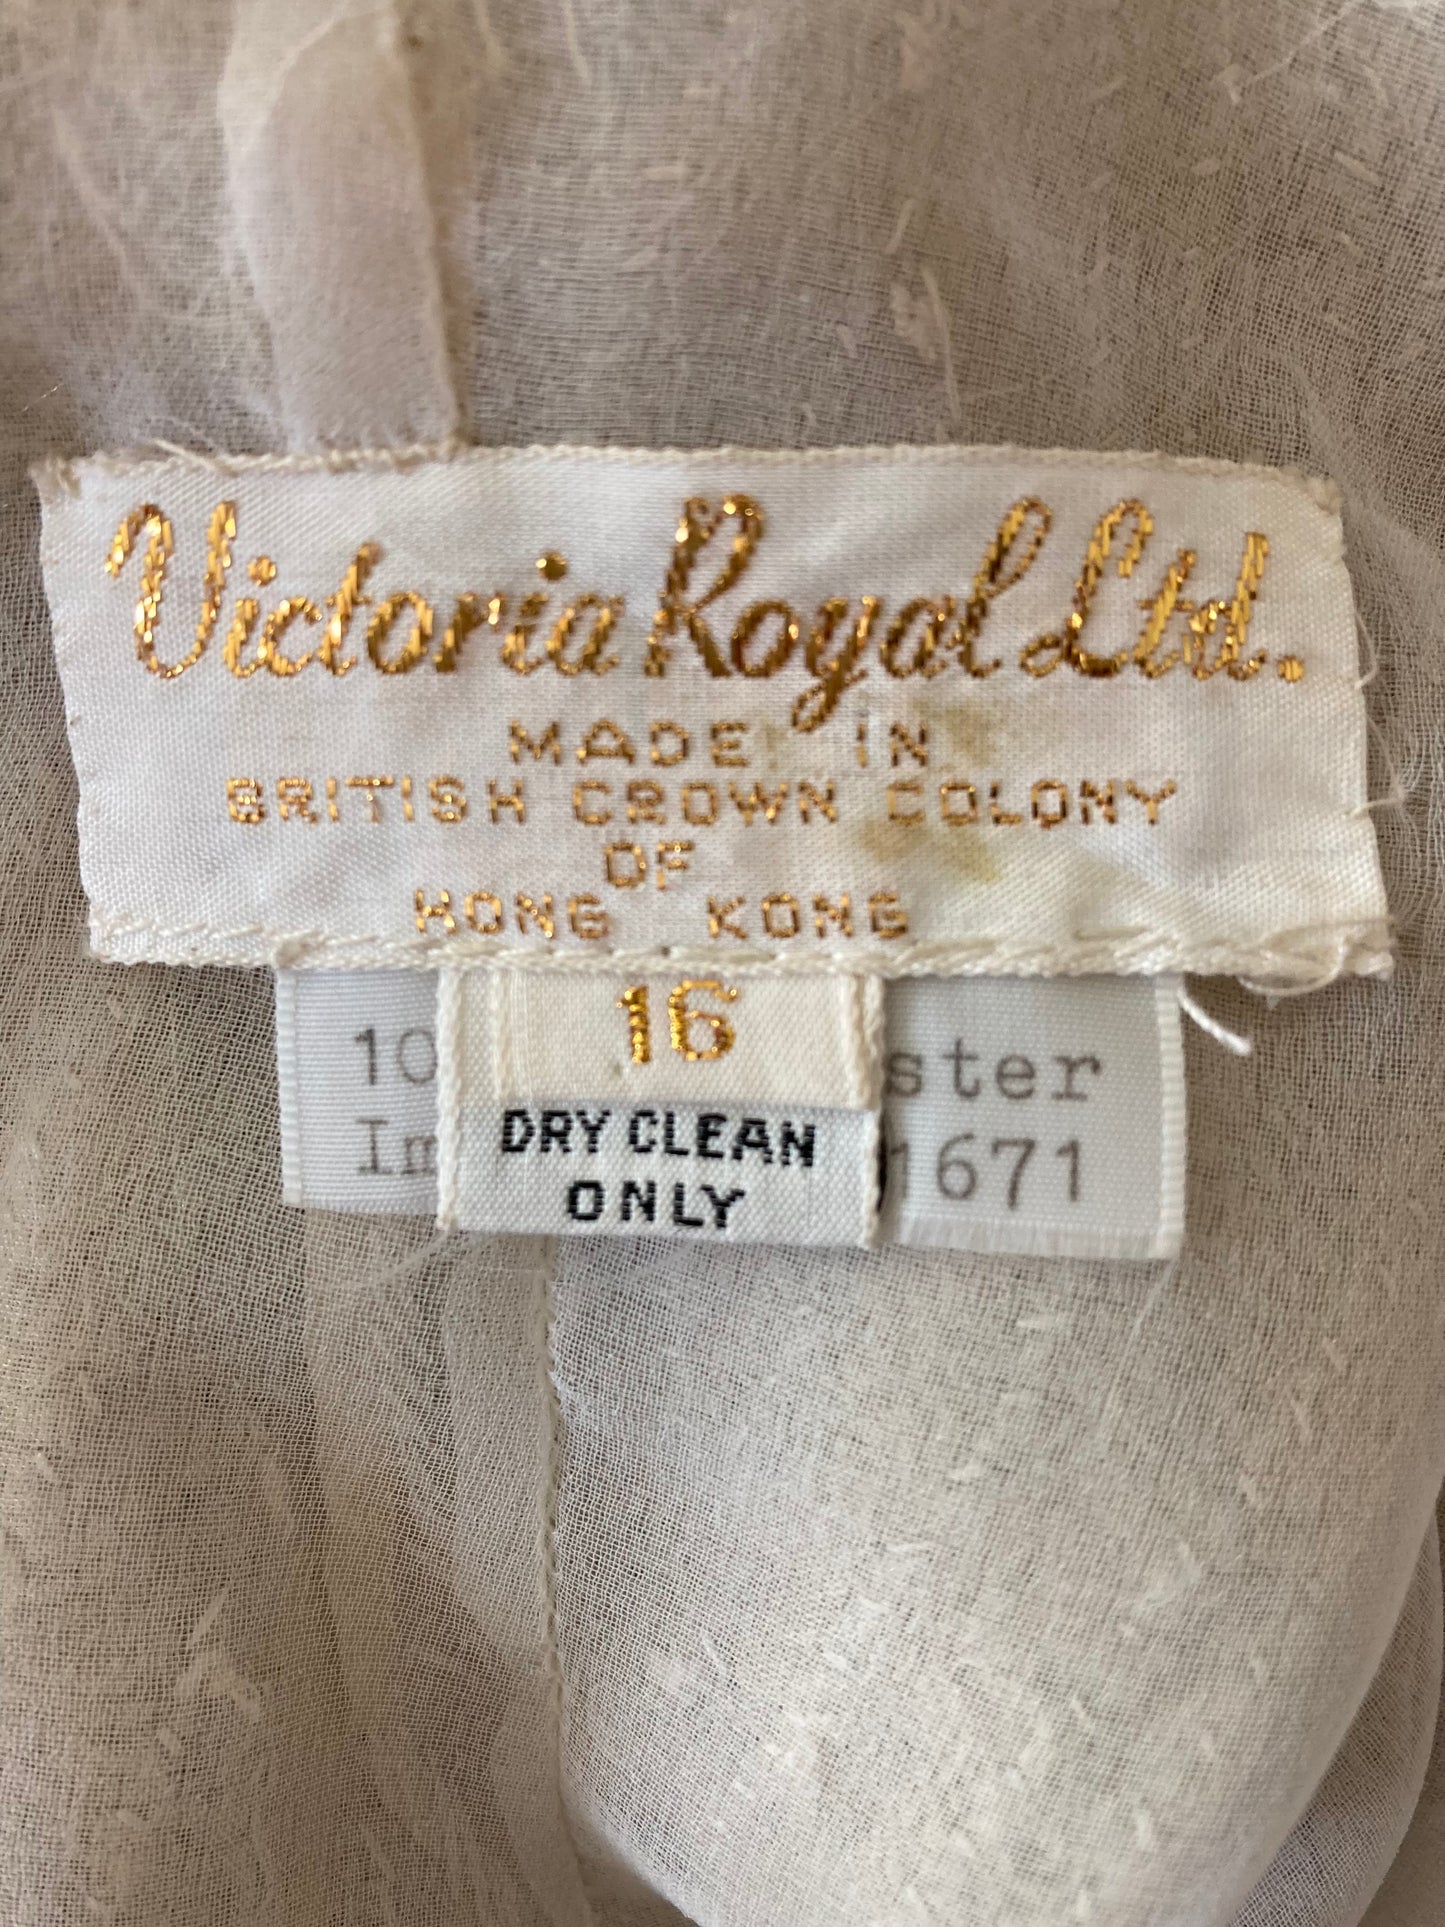 Victoria Royal Ltd.
MADE IN
BRITISH CROWN COLONY
OF
HONG KONG
16
DRY CLEAN
ONLY